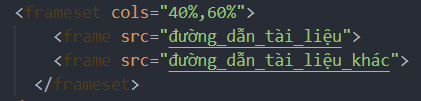 <frameset cols="40%,60%">
<frame src="đường_dẫn_tài_liệu">
<frame src="đường_dẫn_tài_liệu_khác">
</frameset>